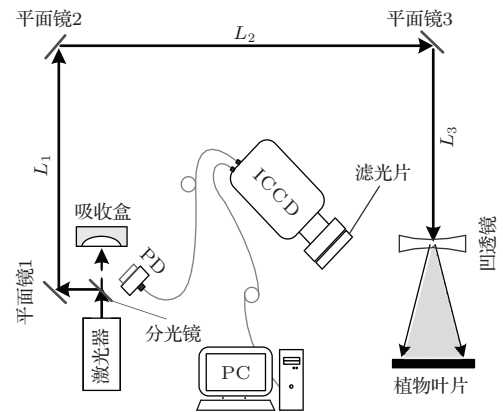 平面镜2
平面镜3
L2
L1
L3
ICCD
滤光片
吸收盒
PD
凹透镜
平面镜1
分光镜
激光器
PC
植物叶片